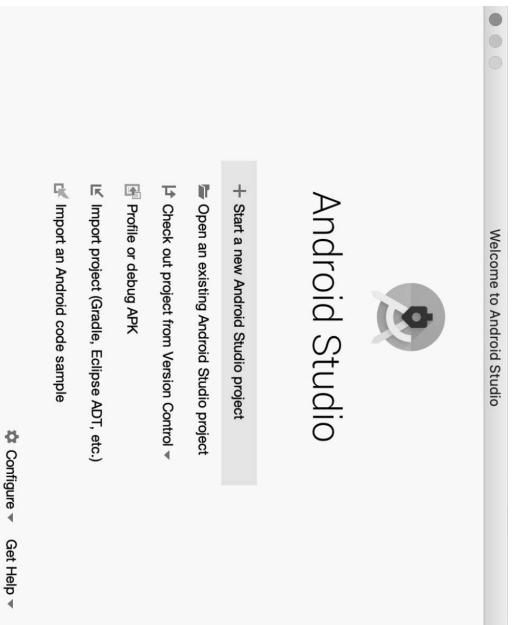 Welcome to Android Studio
Android Studio
Start a new Android Studio project
Open an existing Android Studio project
Check out project from Version Control
Profile or debug APK
Import project (Gradle, Eclipse ADT, etc.)
Import an Android code sample
Configure Get Help